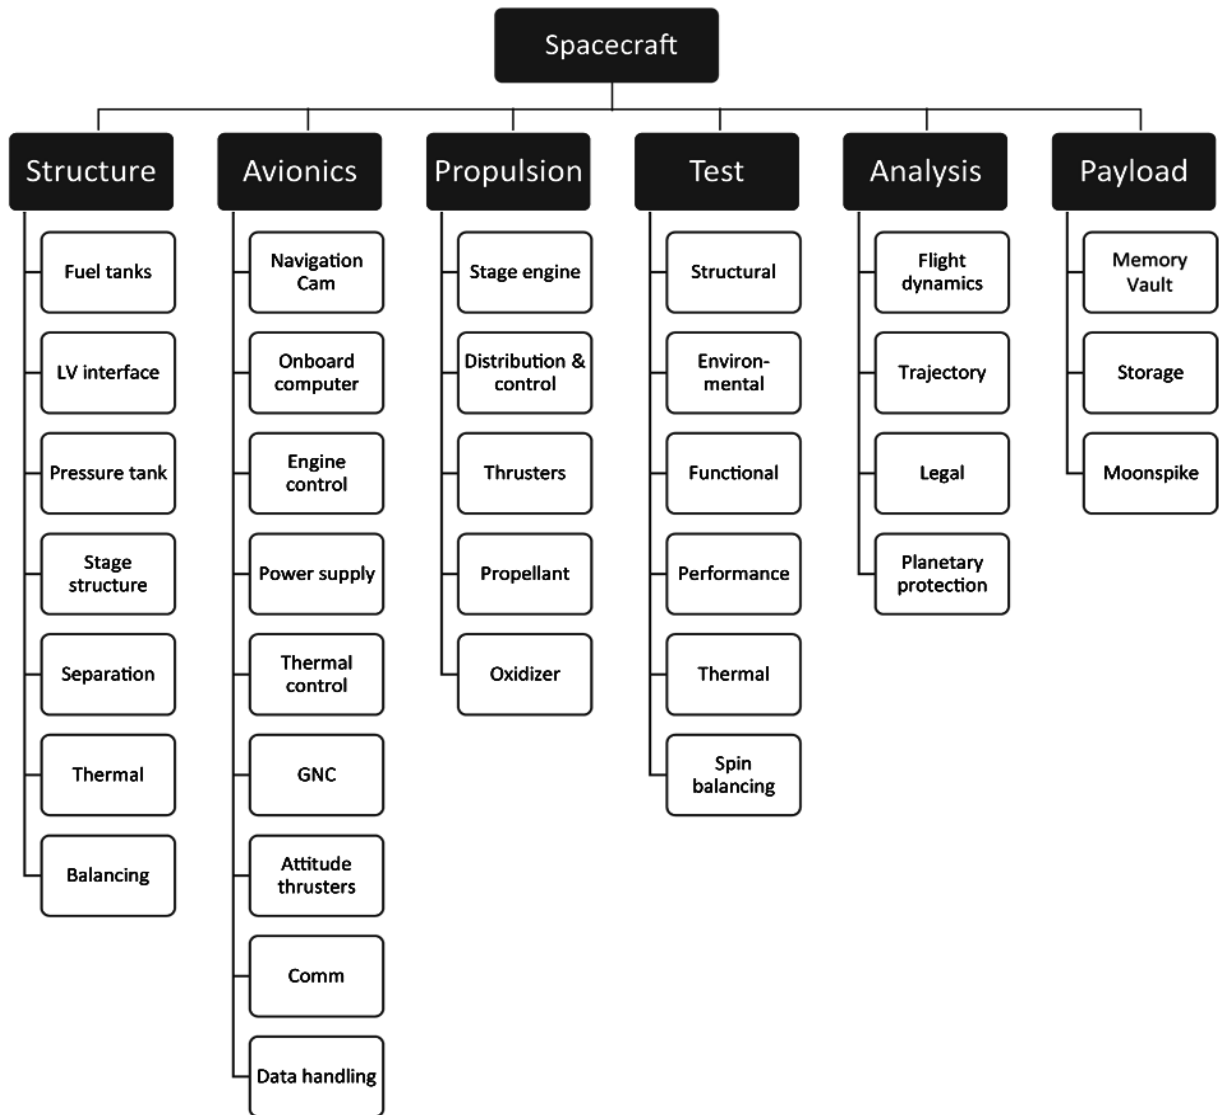 Spacecraft
Structure
Fuel tanks
LV interface
Pressure tank
Stage
structure
Separation
Thermal
Balancing
Avionics
Navigation
Cam
Onboard
computer
Engine
control
Power supply
Thermal
control
GNC
Attitude
thrusters
Comm
Data handling
Propulsion
Stage engine
Distribution &
control
Thrusters
Propellant
Oxidizer
Test
Structural
Environ-
mental
Functional
Performance
Thermal
Spin
balancing
Analysis
Flight
dynamics
Trajectory
Legal
Planetary
protection
Payload
Memory
Vault
Storage
Moonspike